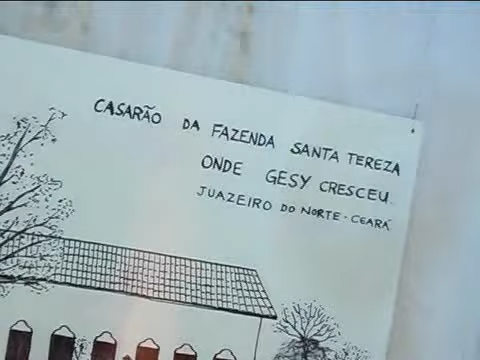 CASARÃO DA FAZENDA SANTA TEREZA
ONDE GESY CRESCEU.
JUAZEIRO DO NORTE - CEARÁ